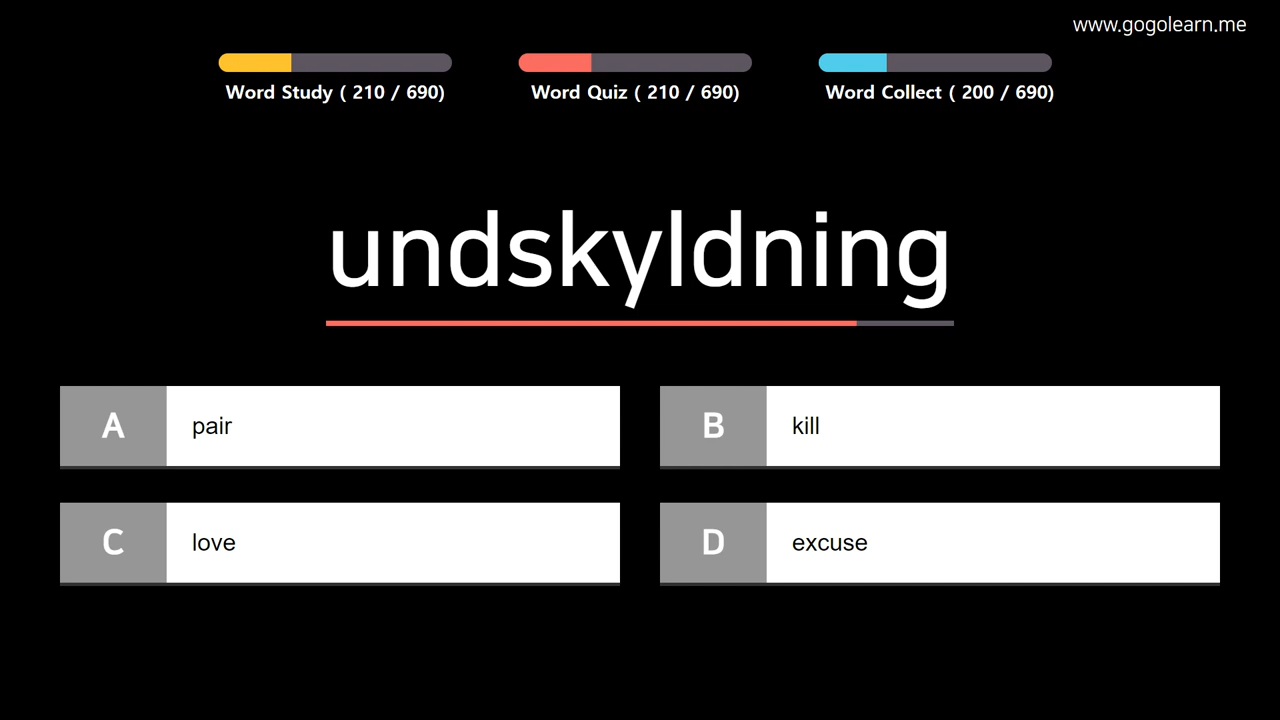 www.gogolearn.me
Word Study ( 210 / 690)
Word Quiz ( 210 / 690)
Word Collect ( 200 / 690)
undskyldning
A pair
B kill
C love
D excuse